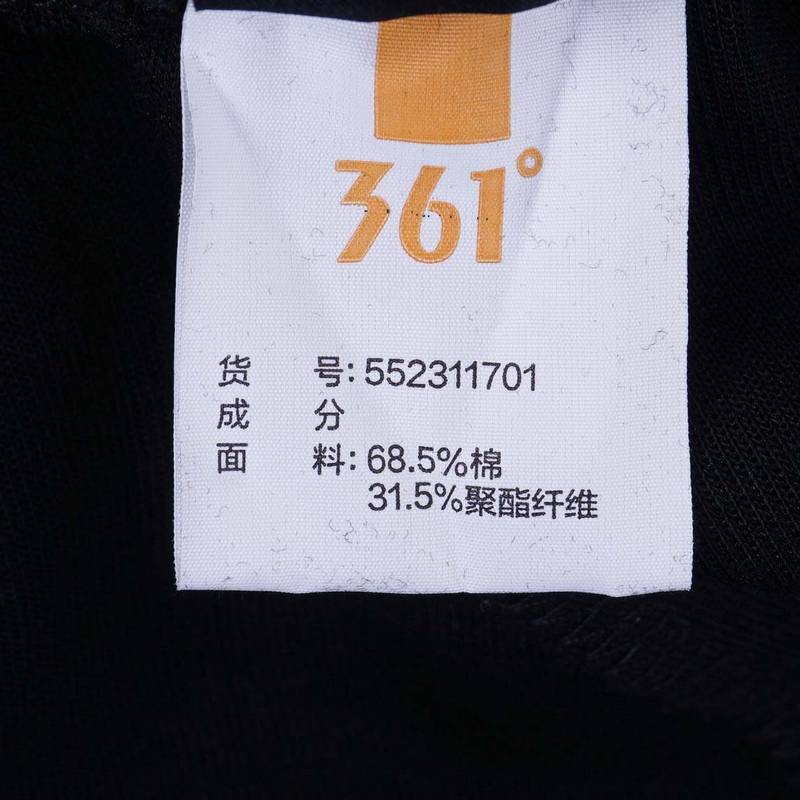 361°
货 号: 552311701
成 分
面 料: 68.5%棉
31.5%聚酯纤维